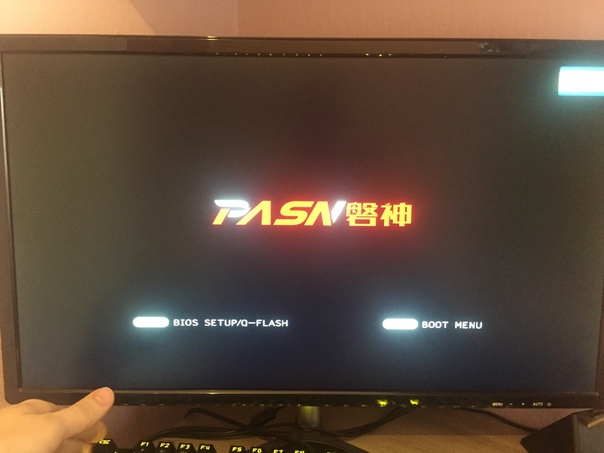 PASN磐神
BIOS SETUP/Q-FLASH
BOOT MENU
MENU - + AUTO
ESC F1 F2 F3 F4 F5 F6 F7 F8